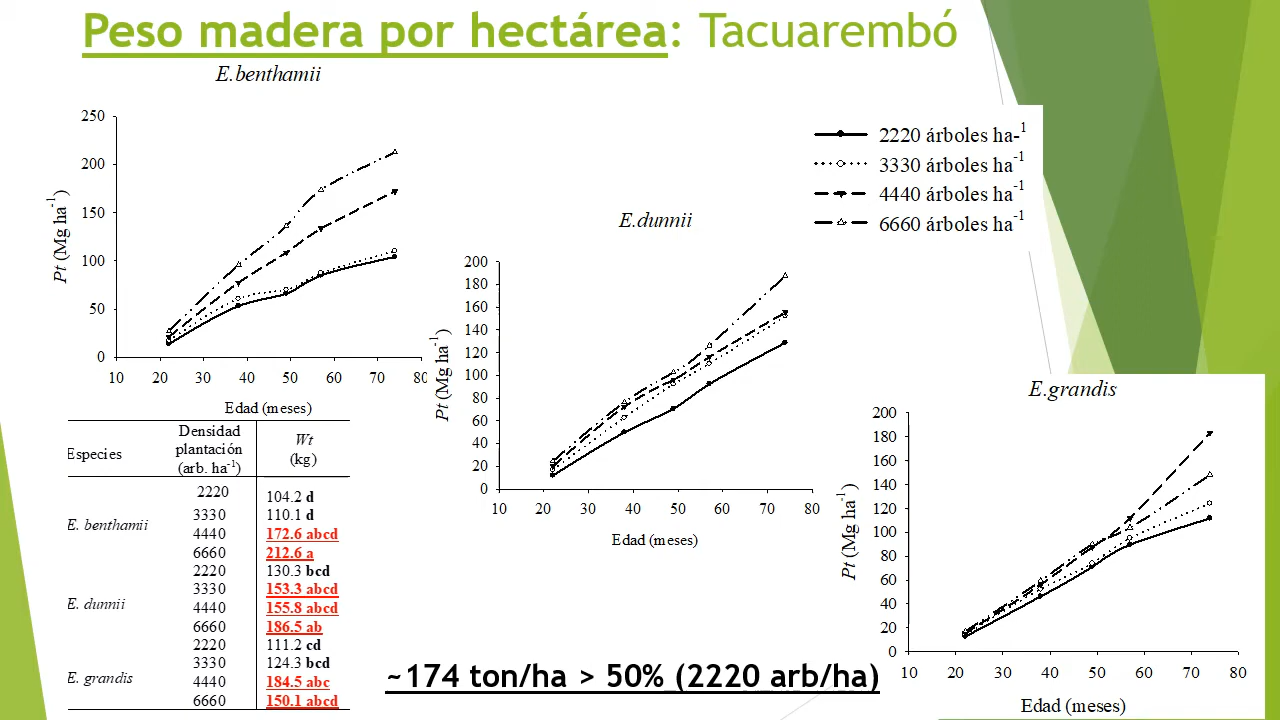 Peso madera por hectárea: Tacuarembó
E.benthamii
250
200
150
100
50
0
10 20 30 40 50 60 70 80
Pt (Mg ha-1)
Edad (meses)
2220 árboles ha-1
3330 árboles ha-1
4440 árboles ha-1
6660 árboles ha-1
E.dunnii
200
180
160
140
120
100
80
60
40
20
0
10 20 30 40 50 60 70 80
Pt (Mg ha-1)
Edad (meses)
E.grandis
200
180
160
140
120
100
80
60
40
20
0
10 20 30 40 50 60 70 80
Pt (Mg ha-1)
Edad (meses)
Especies Densidad plantación (arb. ha-1) Wt (kg)
E. benthamii 2220 104.2 d
3330 110.1 d
4440 172.6 abcd
6660 212.6 a
E. dunnii 2220 130.3 bcd
3330 153.3 abcd
4440 155.8 abcd
6660 186.5 ab
E. grandis 2220 111.2 cd
3330 124.3 bcd
4440 184.5 abc
6660 150.1 abcd
~174 ton/ha > 50% (2220 arb/ha)